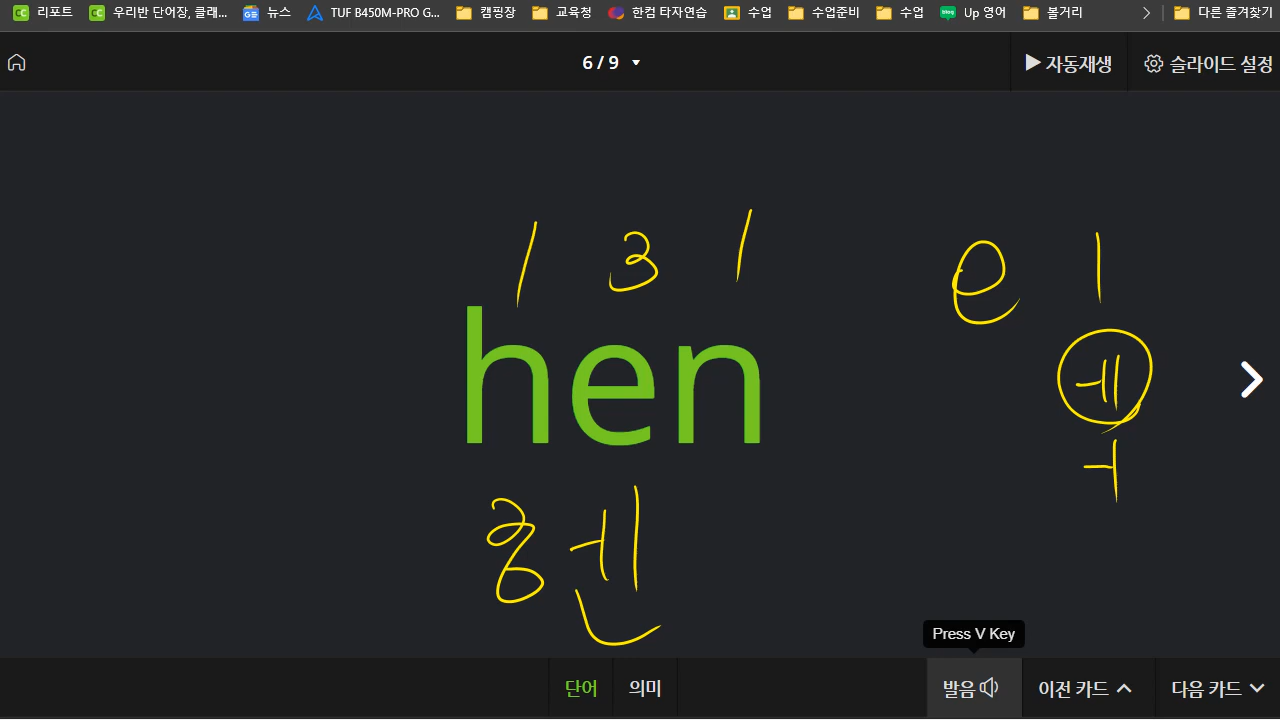 리포트 우리반 단어장, 클래... 뉴스 TUF B450M-PRO G... 캠핑장 교육청 한컴 타자연습 수업 수업준비 수업 Up 영어 볼거리 다른 즐겨찾기
6 / 9 자동재생 슬라이드 설정
1 3 1 e 1
hen
ㅔ
ㅓ
헨
Press V Key
단어 의미 발음 이전 카드 다음 카드